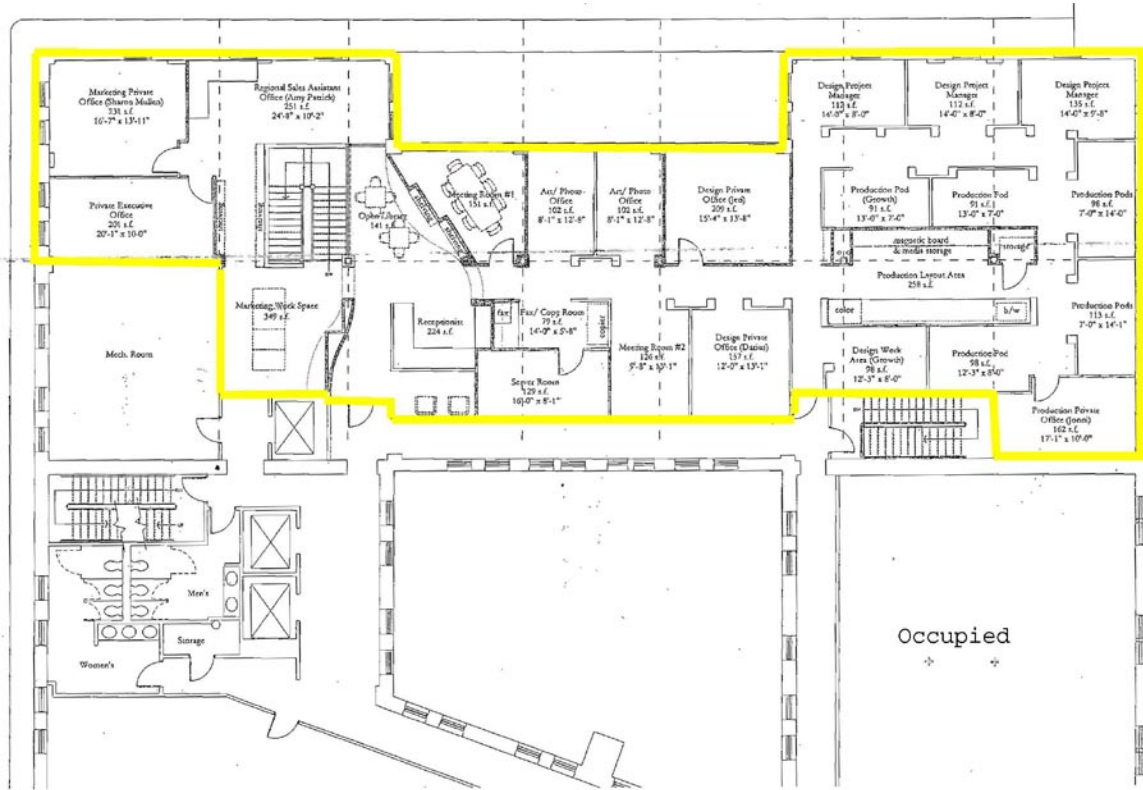 Marketing Private
Office (Sharon Mullen)
231 s.f.
16'-7" x 13'-11"
Regional Sales Assistant
Office (Amy Patrick)
251 s.f.
24'-8" x 10'-2"
Private Executive
Office
201 s.f.
20'-1" x 10'-0"
Open Library
141 s.f.
Meeting Room #1
151 s.f.
Art/ Photo
Office
102 s.f.
8'-1" x 12'-8"
Art/ Photo
Office
102 s.f.
8'-1" x 12'-8"
Design Private
Office (Jed)
209 s.f.
15'-4" x 13'-8"
Design Project
Manager
112 s.f.
14'-0" x 8'-0"
Design Project
Manager
112 s.f.
14'-0" x 8'-0"
Design Project
Manager
135 s.f.
14'-0" x 9'-8"
Production Pod
(Growth)
91 s.f.
13'-0" x 7'-0"
Production Pod
91 s.f.
13'-0" x 7'-0"
Production Pods
98 s.f.
7'-0" x 14'-0"
magnetic board
& media storage
storage
Production Layout Area
258 s.f.
color
b/w
Production Pods
113 s.f.
7'-0" x 14'-1"
Mech. Room
Marketing Work Space
349 s.f.
Receptionist
224 s.f.
fax
Fax/ Copy Room
79 s.f.
14'-0" x 5'-8"
copier
Server Room
129 s.f.
16'-0" x 8'-1"
Meeting Room #2
126 s.f.
9'-8" x 13'-1"
Design Private
Office (Darius)
157 s.f.
12'-0" x 13'-1"
Design Work
Area (Growth)
98 s.f.
12'-3" x 8'-0"
Production Pod
98 s.f.
12'-3" x 8'-0"
Production Private
Office (Jonni)
162 s.f.
17'-1" x 10'-0"
Men's
Storage
Women's
Occupied